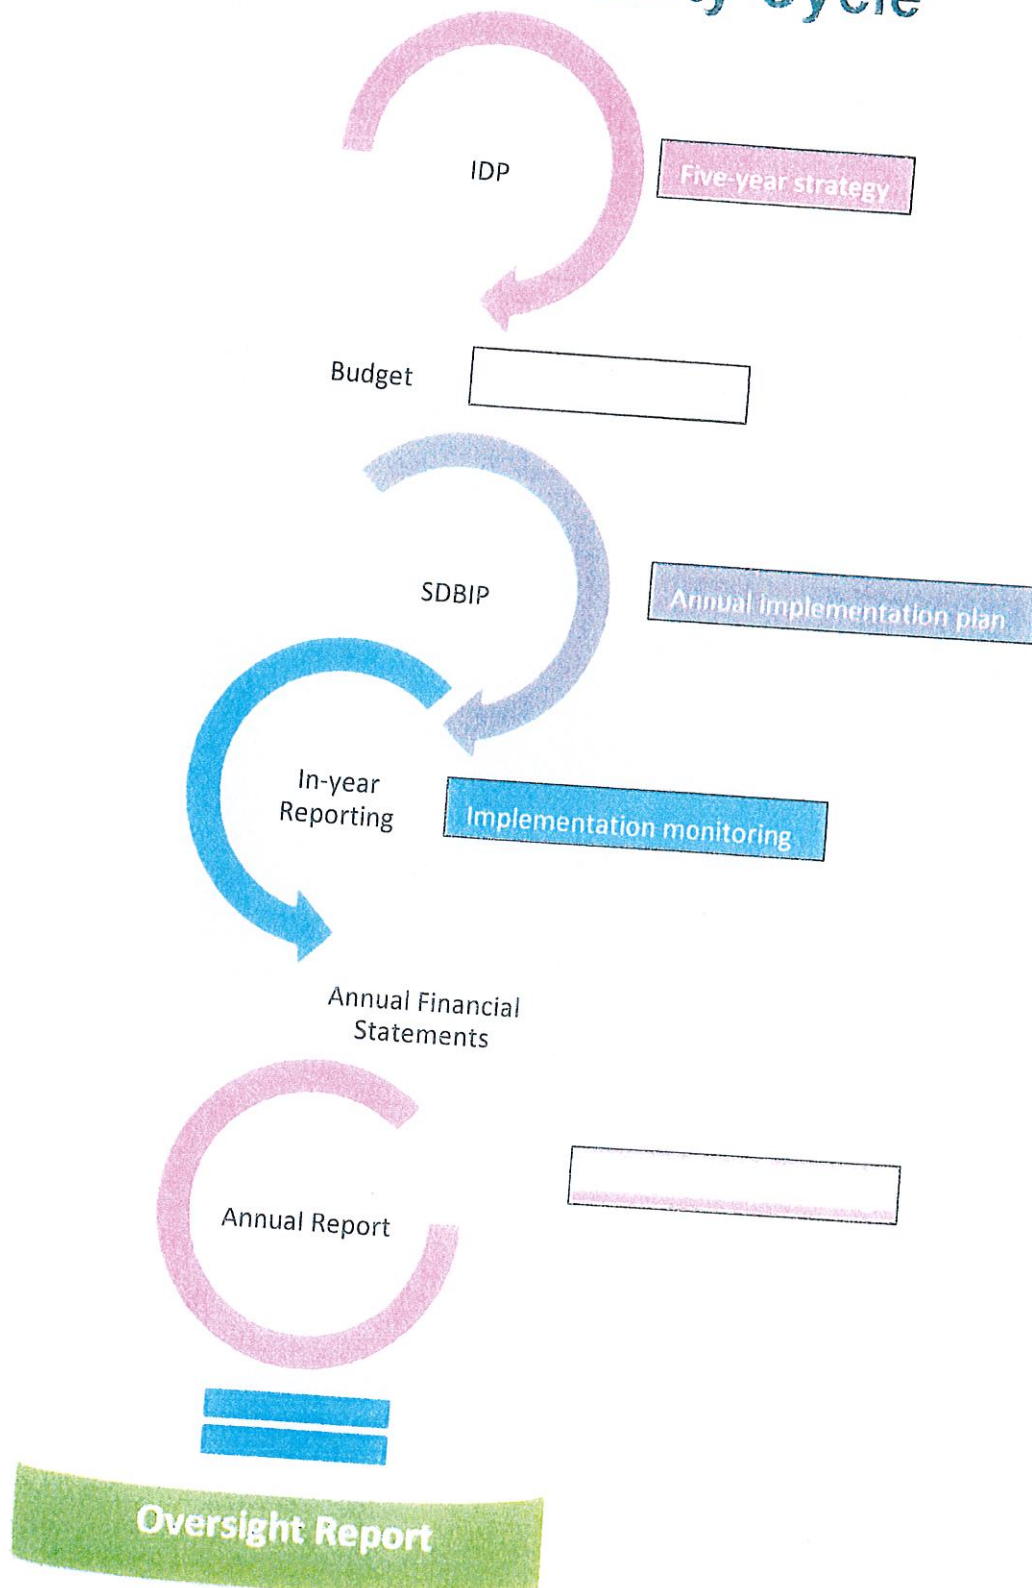 Cycle
IDP
Five-year strategy
Budget
SDBIP
Annual implementation plan
In-year
Reporting
Implementation monitoring
Annual Financial
Statements
Annual Report
Oversight Report